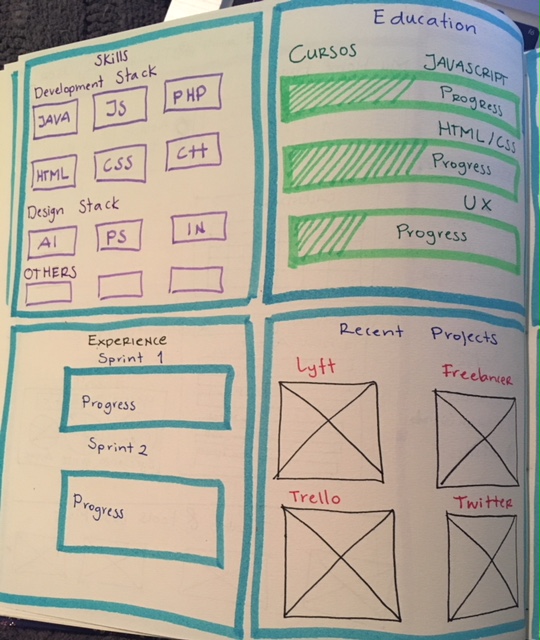 Skills
Development Stack
JAVA JS PHP
HTML CSS C++
Design Stack
AI PS IN
OTHERS
Education
CURSOS
JAVASCRIPT
Progress
HTML/CSS
Progress
UX
Progress
EXPERIENCE
Sprint 1
Progress
Sprint 2
Progress
Recent Projects
Lyft Freelancer
Trello Twitter